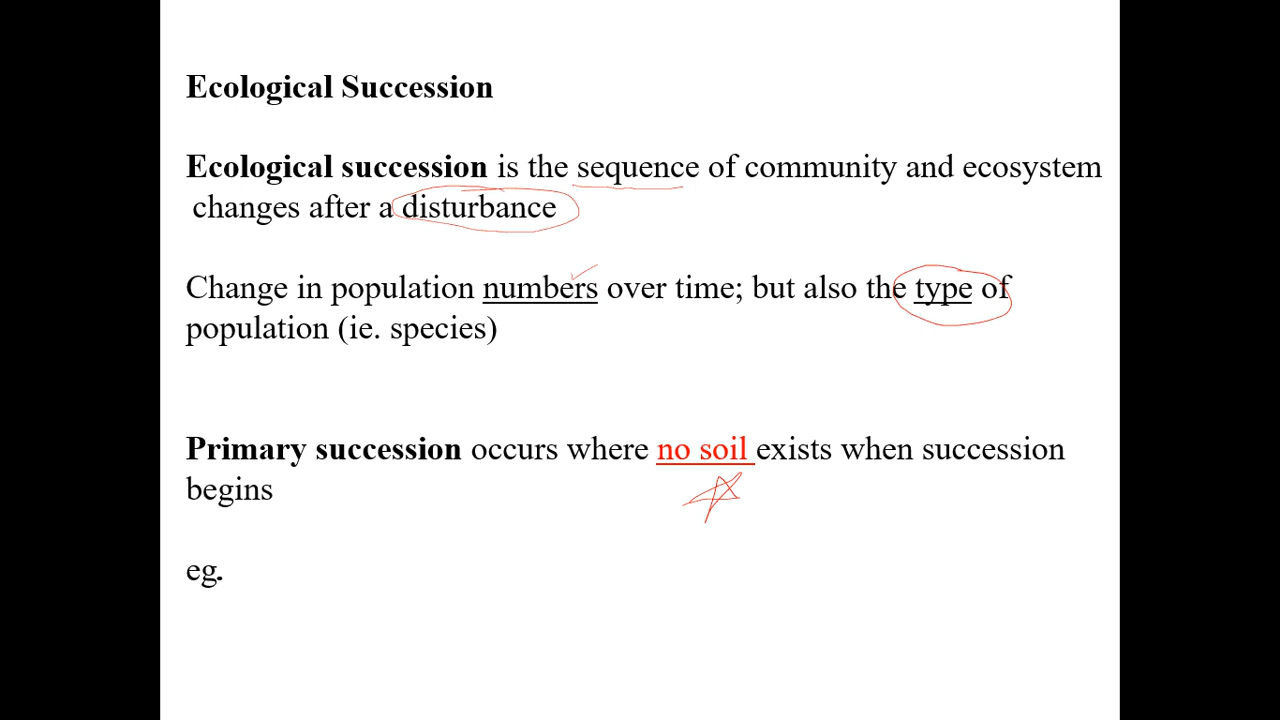 Ecological Succession
Ecological succession is the sequence of community and ecosystem
changes after a disturbance
Change in population numbers over time; but also the type of
population (ie. species)
Primary succession occurs where no soil exists when succession
begins
eg.